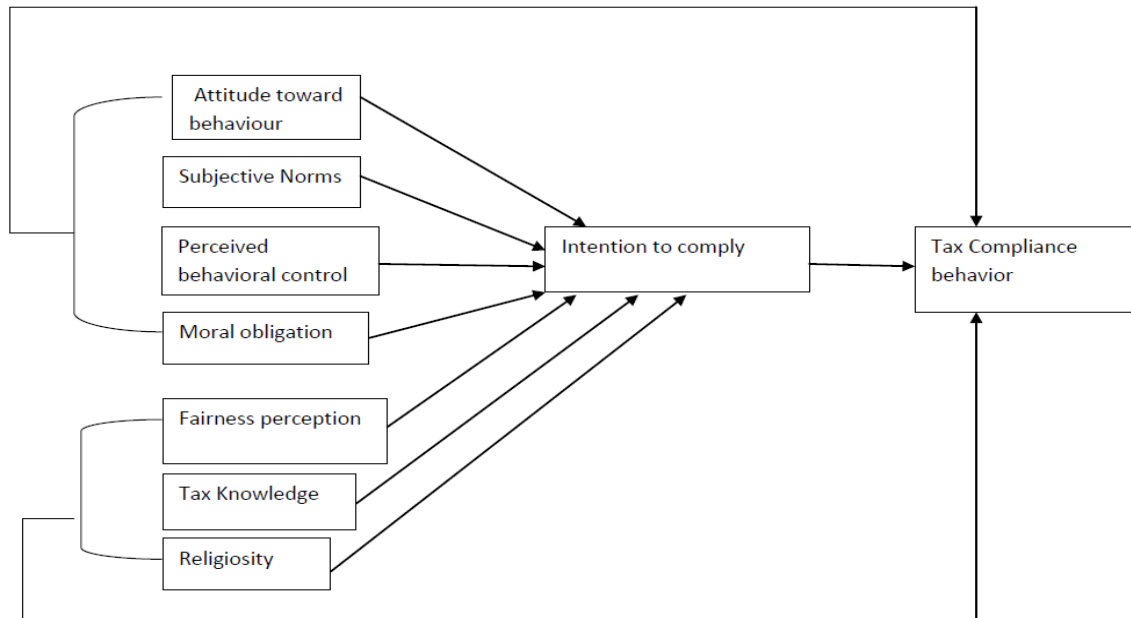 Attitude toward
behaviour
Subjective Norms
Perceived
behavioral control
Moral obligation
Fairness perception
Tax Knowledge
Religiosity
Intention to comply
Tax Compliance
behavior